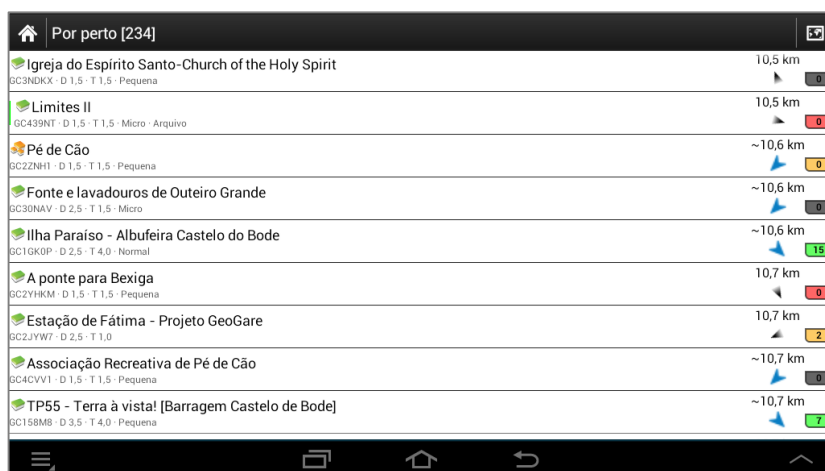 Por perto [234]
Igreja do Espírito Santo-Church of the Holy Spirit
10,5 km
GC3NDKX · D 1,5 · T 1,5 · Pequena
0
Limites II
10,5 km
GC439NT · D 1,5 · T 1,5 · Micro · Arquivo
0
Pé de Cão
~10,6 km
GC2ZNH1 · D 1,5 · T 1,5 · Pequena
0
Fonte e lavadouros de Outeiro Grande
~10,6 km
GC30NAV · D 2,5 · T 1,5 · Micro
0
Ilha Paraíso - Albufeira Castelo do Bode
~10,6 km
GC1GK0P · D 2,5 · T 4,0 · Normal
15
A ponte para Bexiga
10,7 km
GC2YHKM · D 1,5 · T 1,5 · Pequena
0
Estação de Fátima - Projeto GeoGare
10,7 km
GC2JYW7 · D 2,5 · T 1,0
2
Associação Recreativa de Pé de Cão
~10,7 km
GC4CVV1 · D 1,5 · T 1,5 · Pequena
0
TP55 - Terra à vista! [Barragem Castelo de Bode]
~10,7 km
GC158M8 · D 3,5 · T 4,0 · Pequena
7